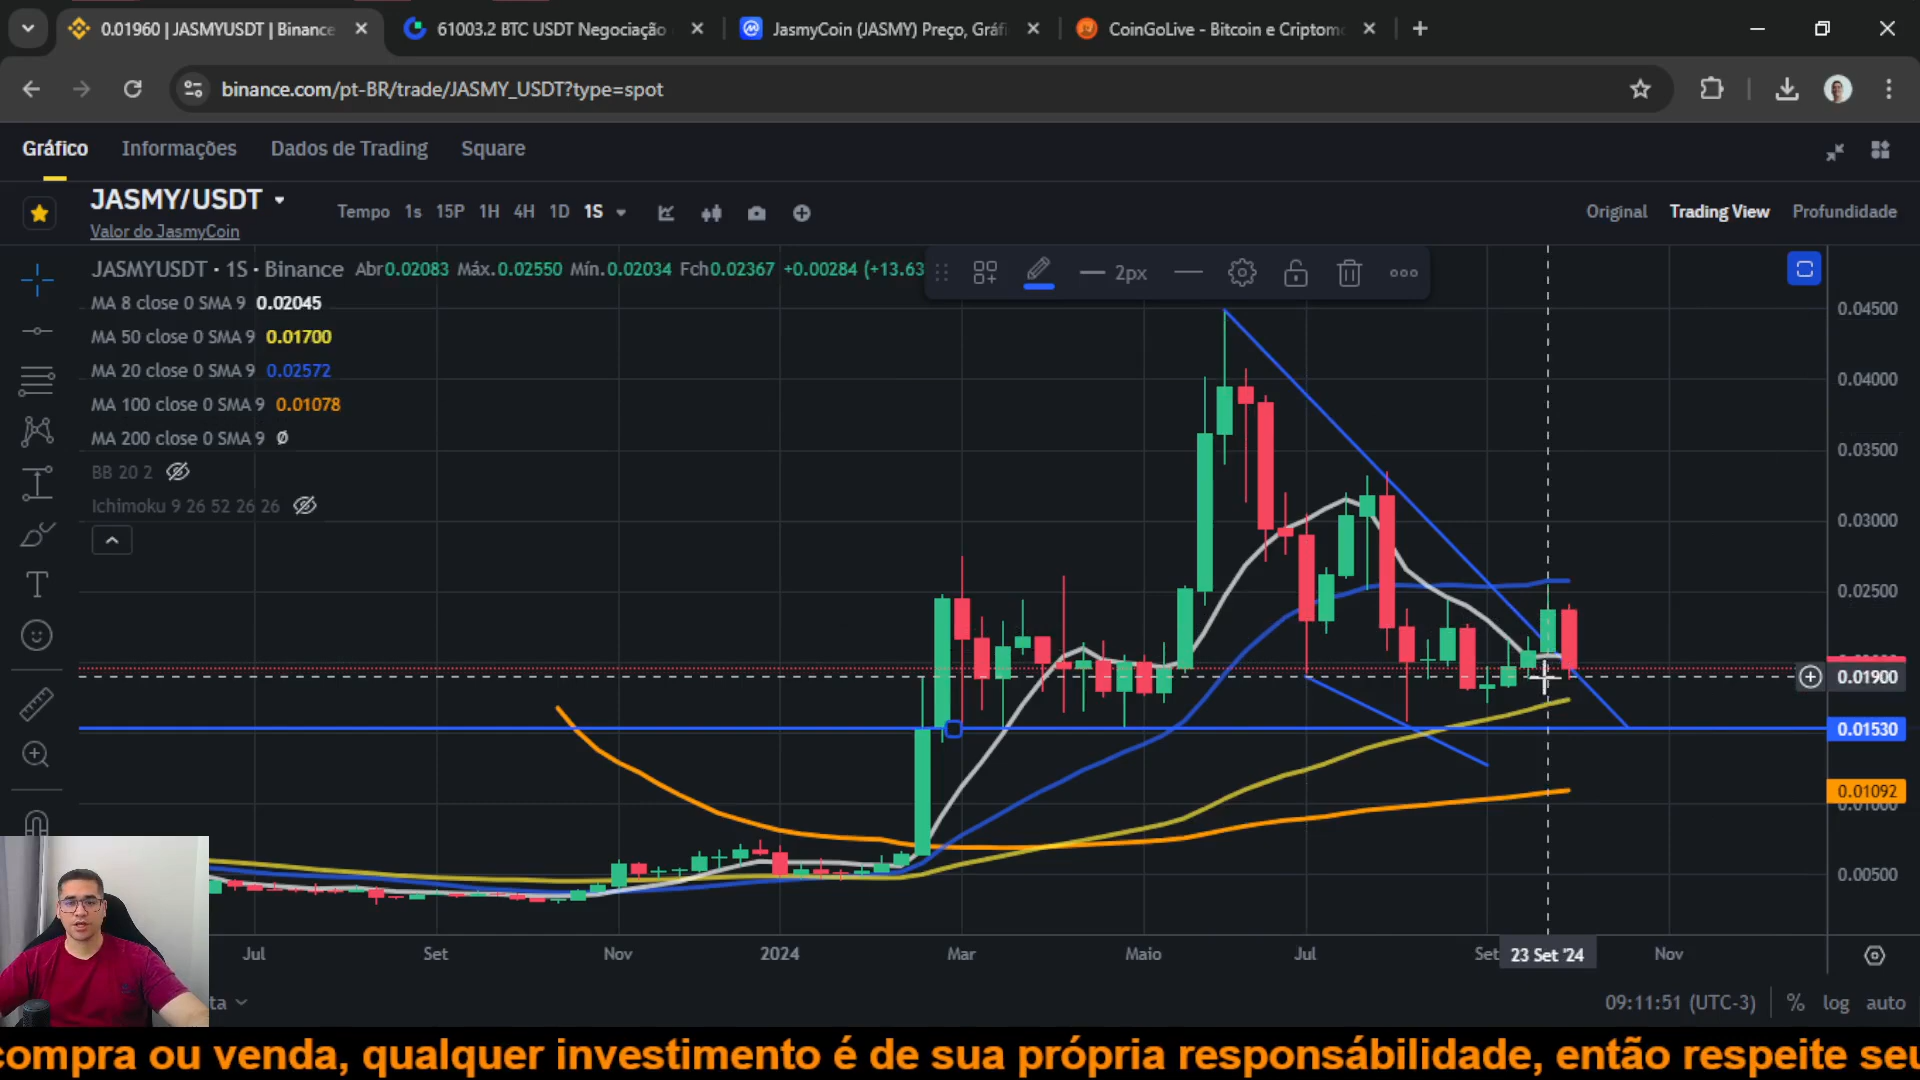 0.01960 | JASMYUSDT | Binance
61003.2 BTC USDT Negociação
JasmyCoin (JASMY) Preço, Gráfi
CoinGoLive - Bitcoin e Criptom
binance.com/pt-BR/trade/JASMY_USDT?type=spot
Gráfico Informações Dados de Trading Square
JASMY/USDT
Valor do JasmyCoin
Tempo 1s 15P 1H 4H 1D 1S
Original Trading View Profundidade
JASMYUSDT · 1S · Binance Abr0.02083 Máx.0.02550 Mín.0.02034 Fch0.02367 +0.00284 (+13.63
2px
MA 8 close 0 SMA 9 0.02045
MA 50 close 0 SMA 9 0.01700
MA 20 close 0 SMA 9 0.02572
MA 100 close 0 SMA 9 0.01078
MA 200 close 0 SMA 9 Ø
BB 20 2
Ichimoku 9 26 52 26 26
0.04500
0.04000
0.03500
0.03000
0.02500
0.01900
0.01530
0.01092
0.01000
0.00500
Jul Set Nov 2024 Mar Maio Jul Set 23 Set '24 Nov
ta
09:11:51 (UTC-3) % log auto
compra ou venda, qualquer investimento é de sua própria responsábilidade, então respeite seu